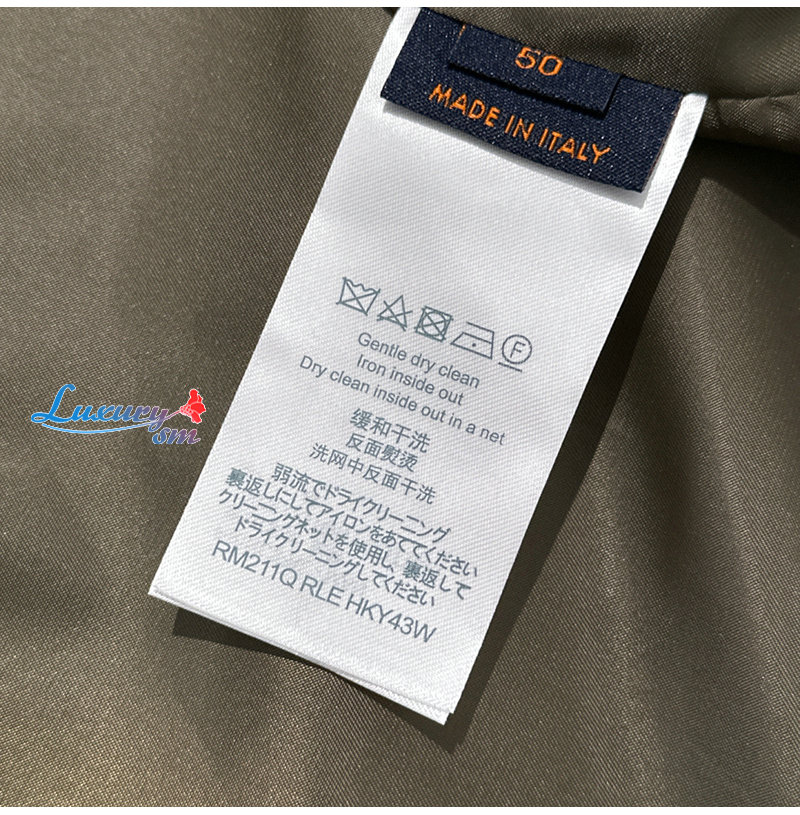 50
MADE IN ITALY
F
Gentle dry clean
Iron inside out
Dry clean inside out in a net
缓和干洗
反面熨烫
洗网中反面干洗
弱流でドライクリーニング
裏返しにしてアイロンをあててください
クリーニングネットを使用し、裏返して
ドライクリーニングしてください
RM211Q RLE HKY43W
Luxury
sm